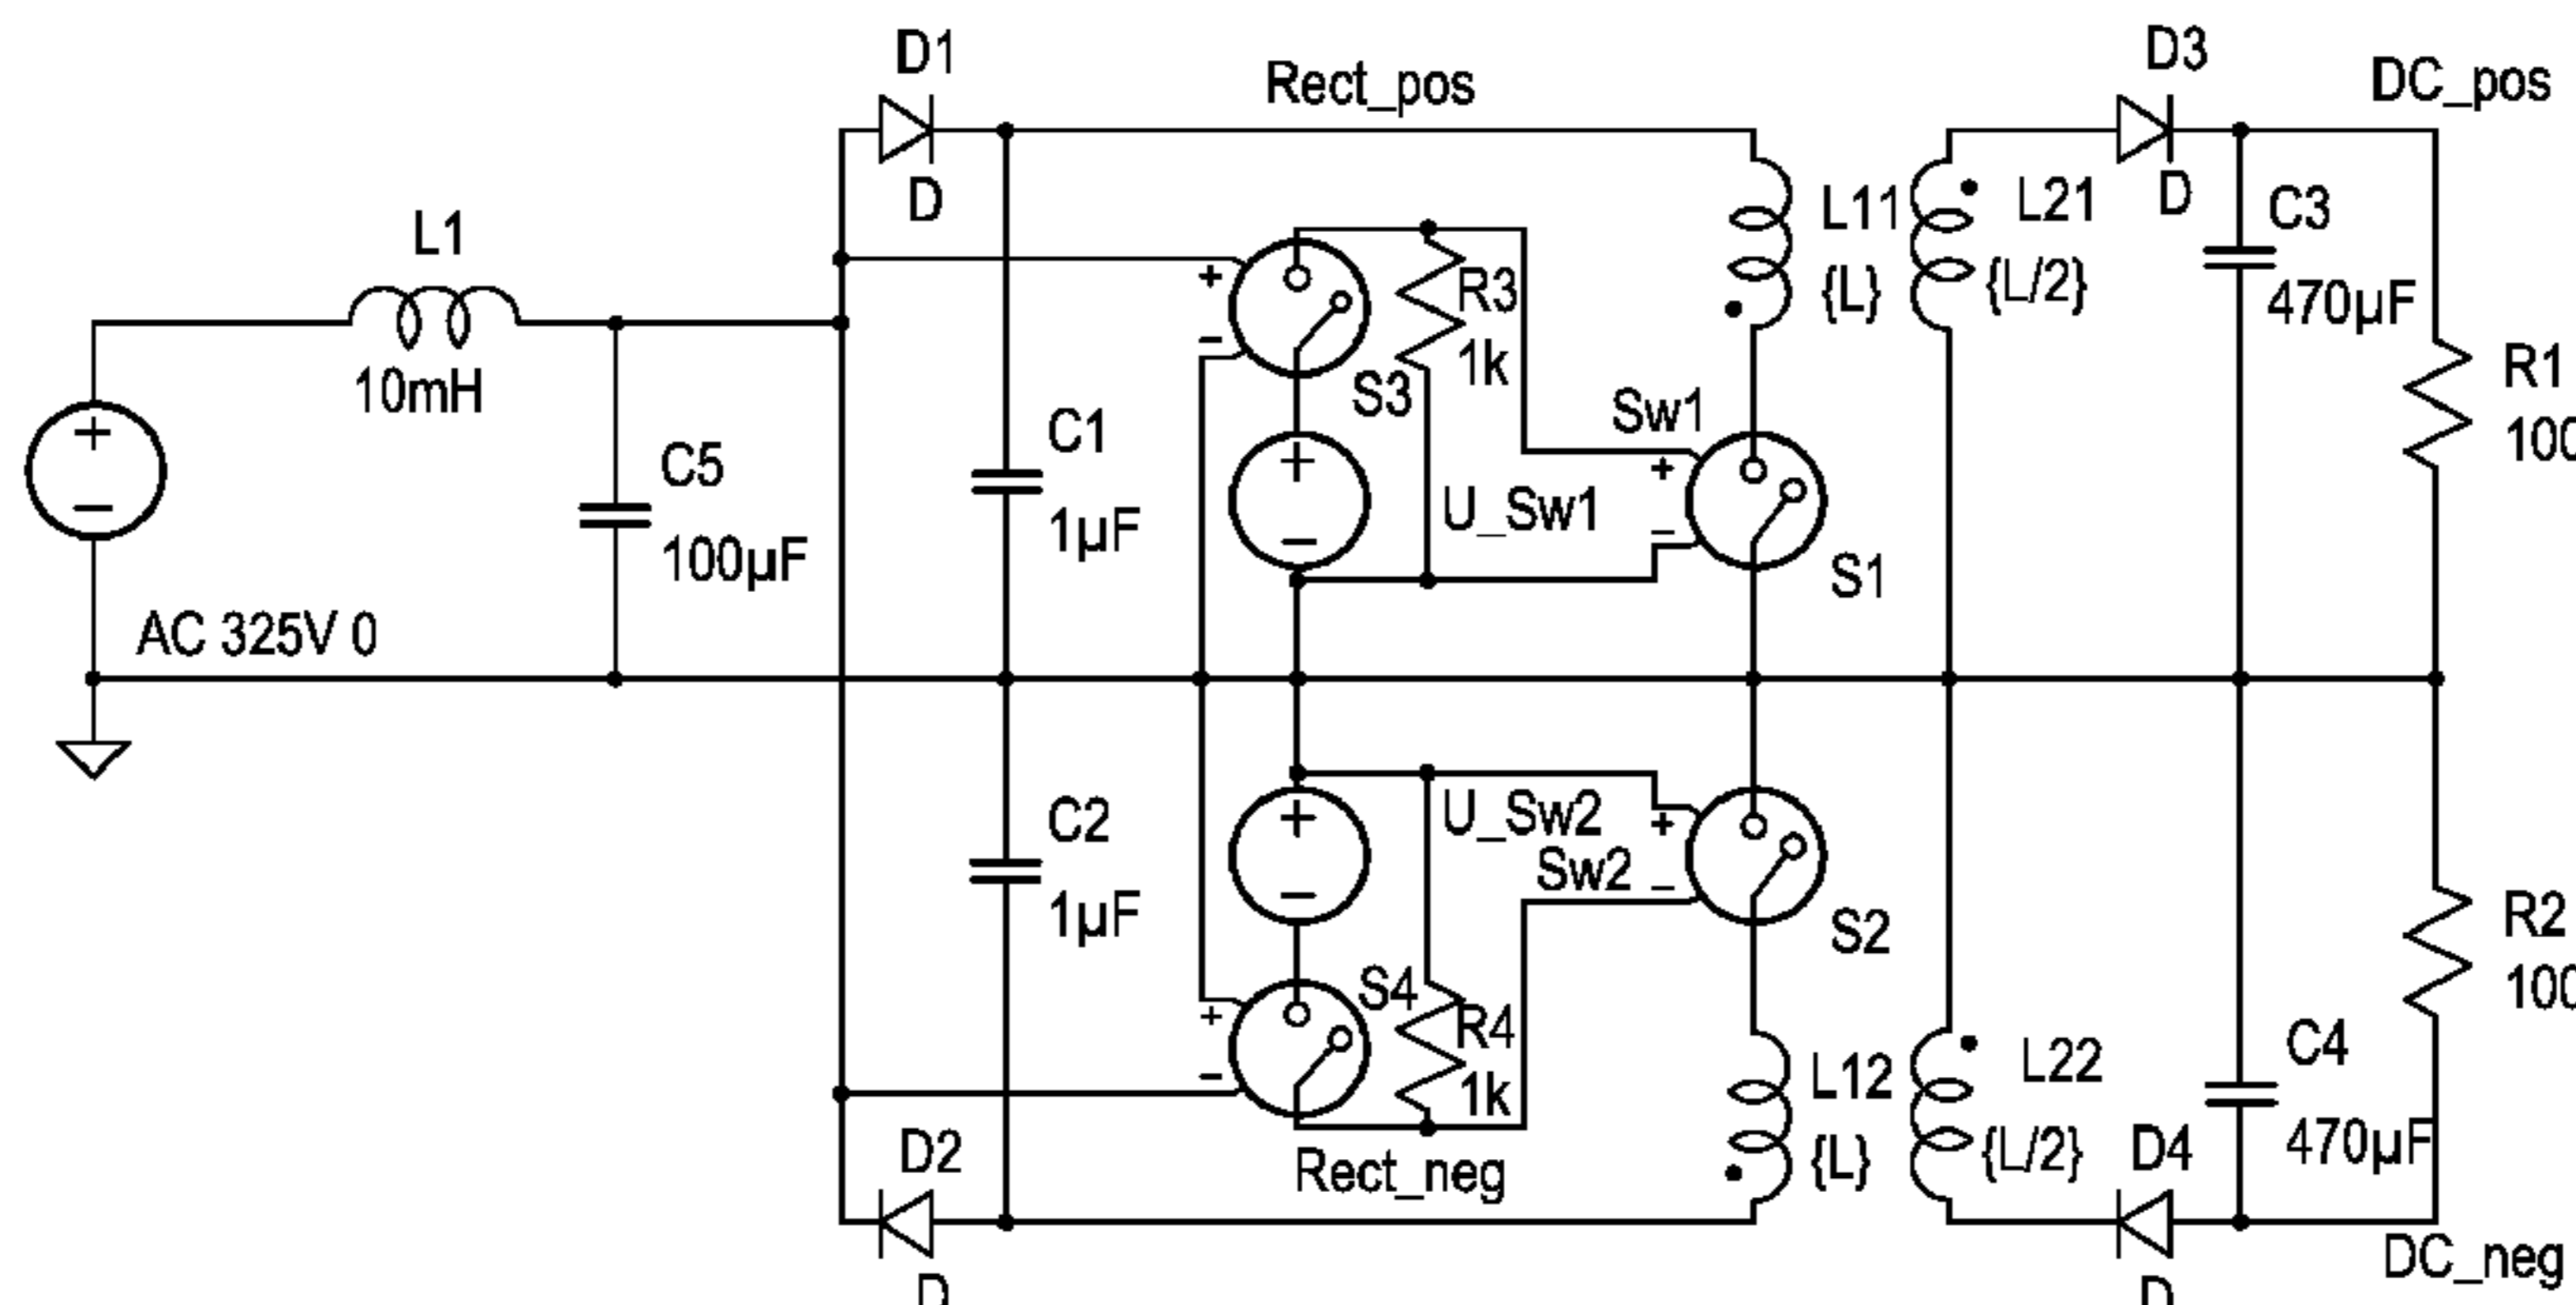 D1
D
Rect_pos
D3
D
DC_pos
L1
10mH
L11
{L}
L21
{L/2}
C3
470µF
R3
1k
S3
Sw1
R1
100
C5
100µF
C1
1µF
U_Sw1
S1
AC 325V 0
C2
1µF
U_Sw2
Sw2
S2
R2
100
S4
R4
1k
L12
{L}
L22
{L/2}
C4
470µF
D2
D
Rect_neg
D4
D
DC_neg